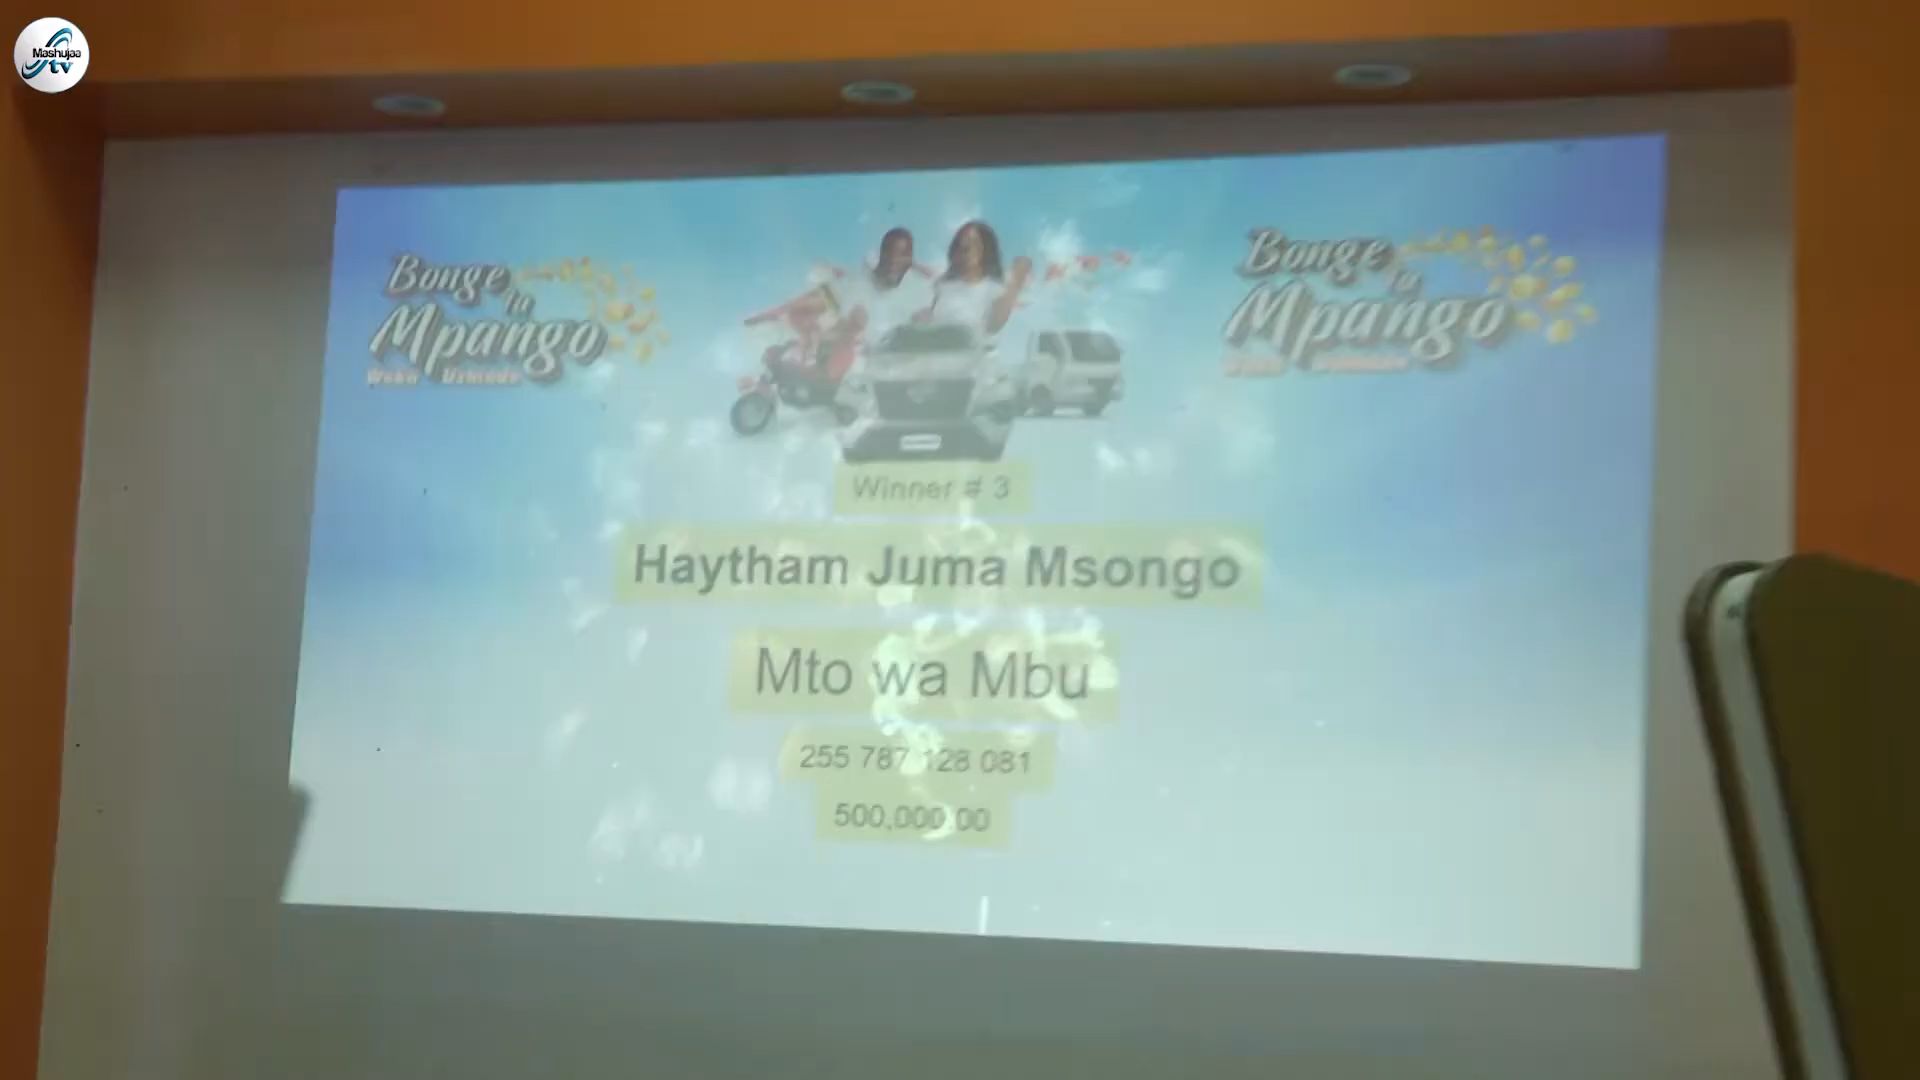 Mashujaa
tv
Bonge
la
Mpango
Bonge
la
Mpango
Winner # 3
Haytham Juma Msongo
Mto wa Mbu
255 787 128 081
500,000.00